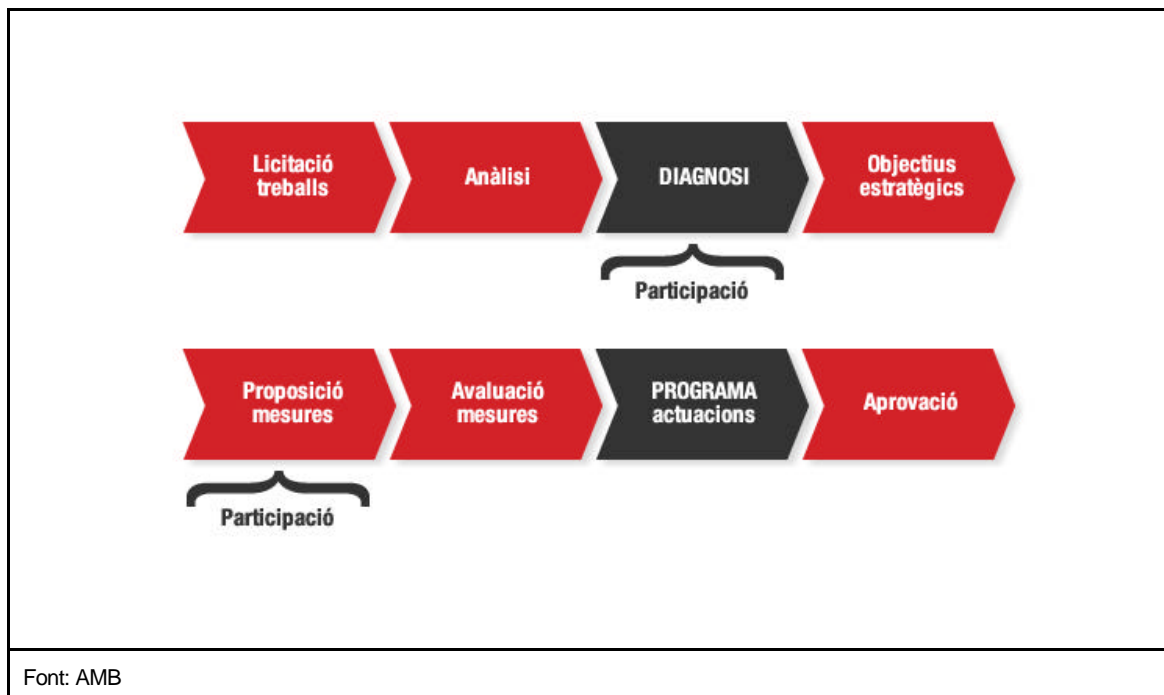 Licitació
treballs
Anàlisi
DIAGNOSI
Objectius
estratègics
Participació
Proposició
mesures
Avaluació
mesures
PROGRAMA
actuacions
Aprovació
Participació
Font: AMB